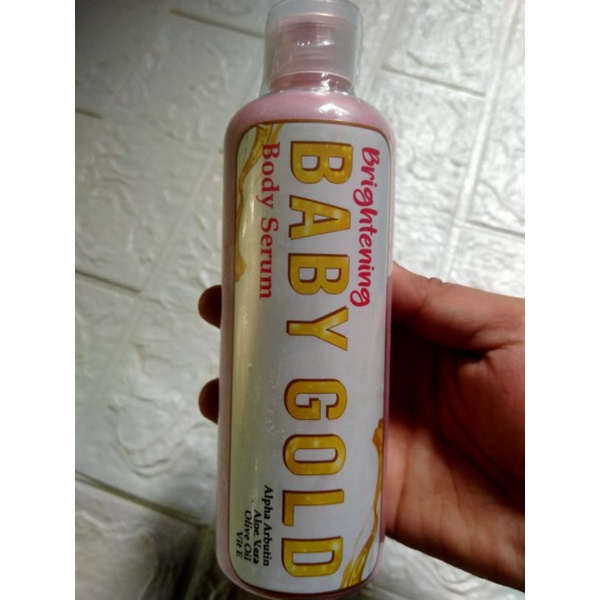 Brightening
BABY GOLD
Body Serum
Alpha Arbutin
Aloe Vera
Olive Oil
Vit E